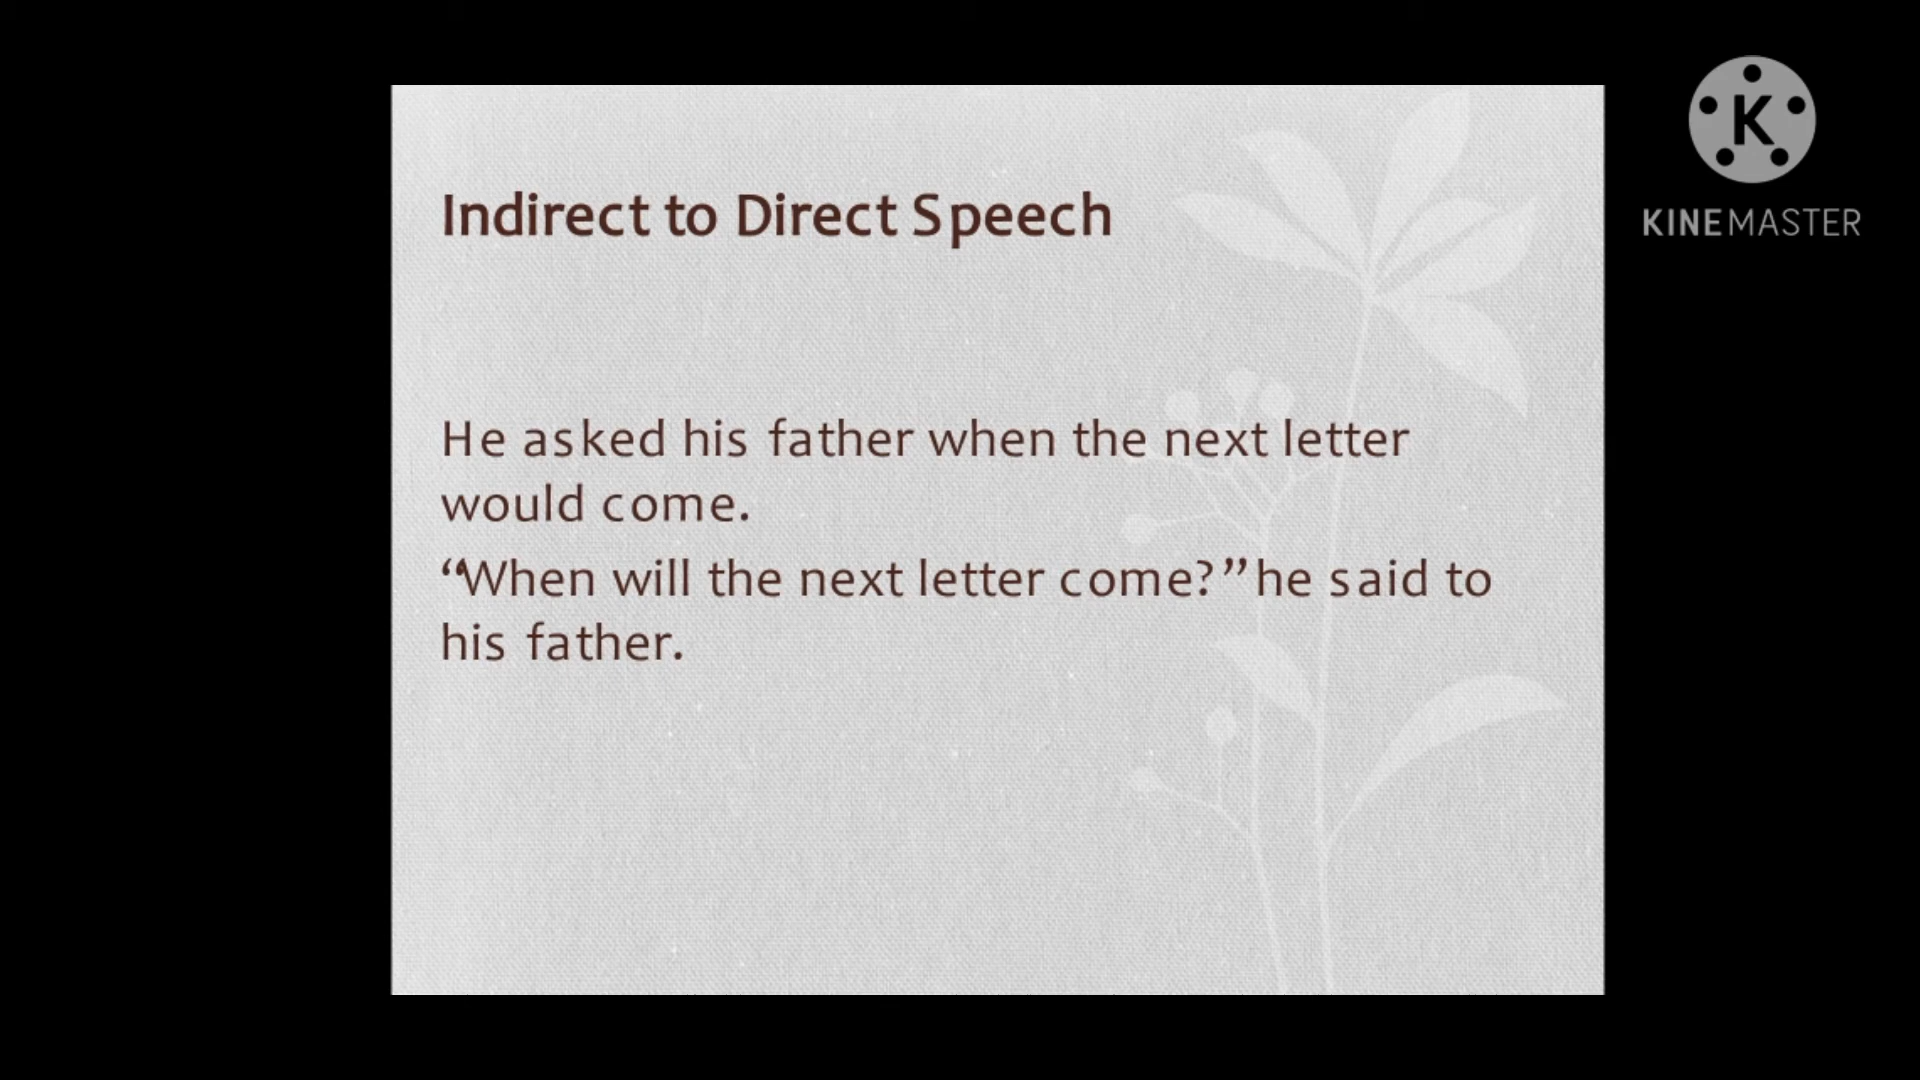 Indirect to Direct Speech
He asked his father when the next letter
would come.
“When will the next letter come?”he said to
his father.
K
KINEMASTER